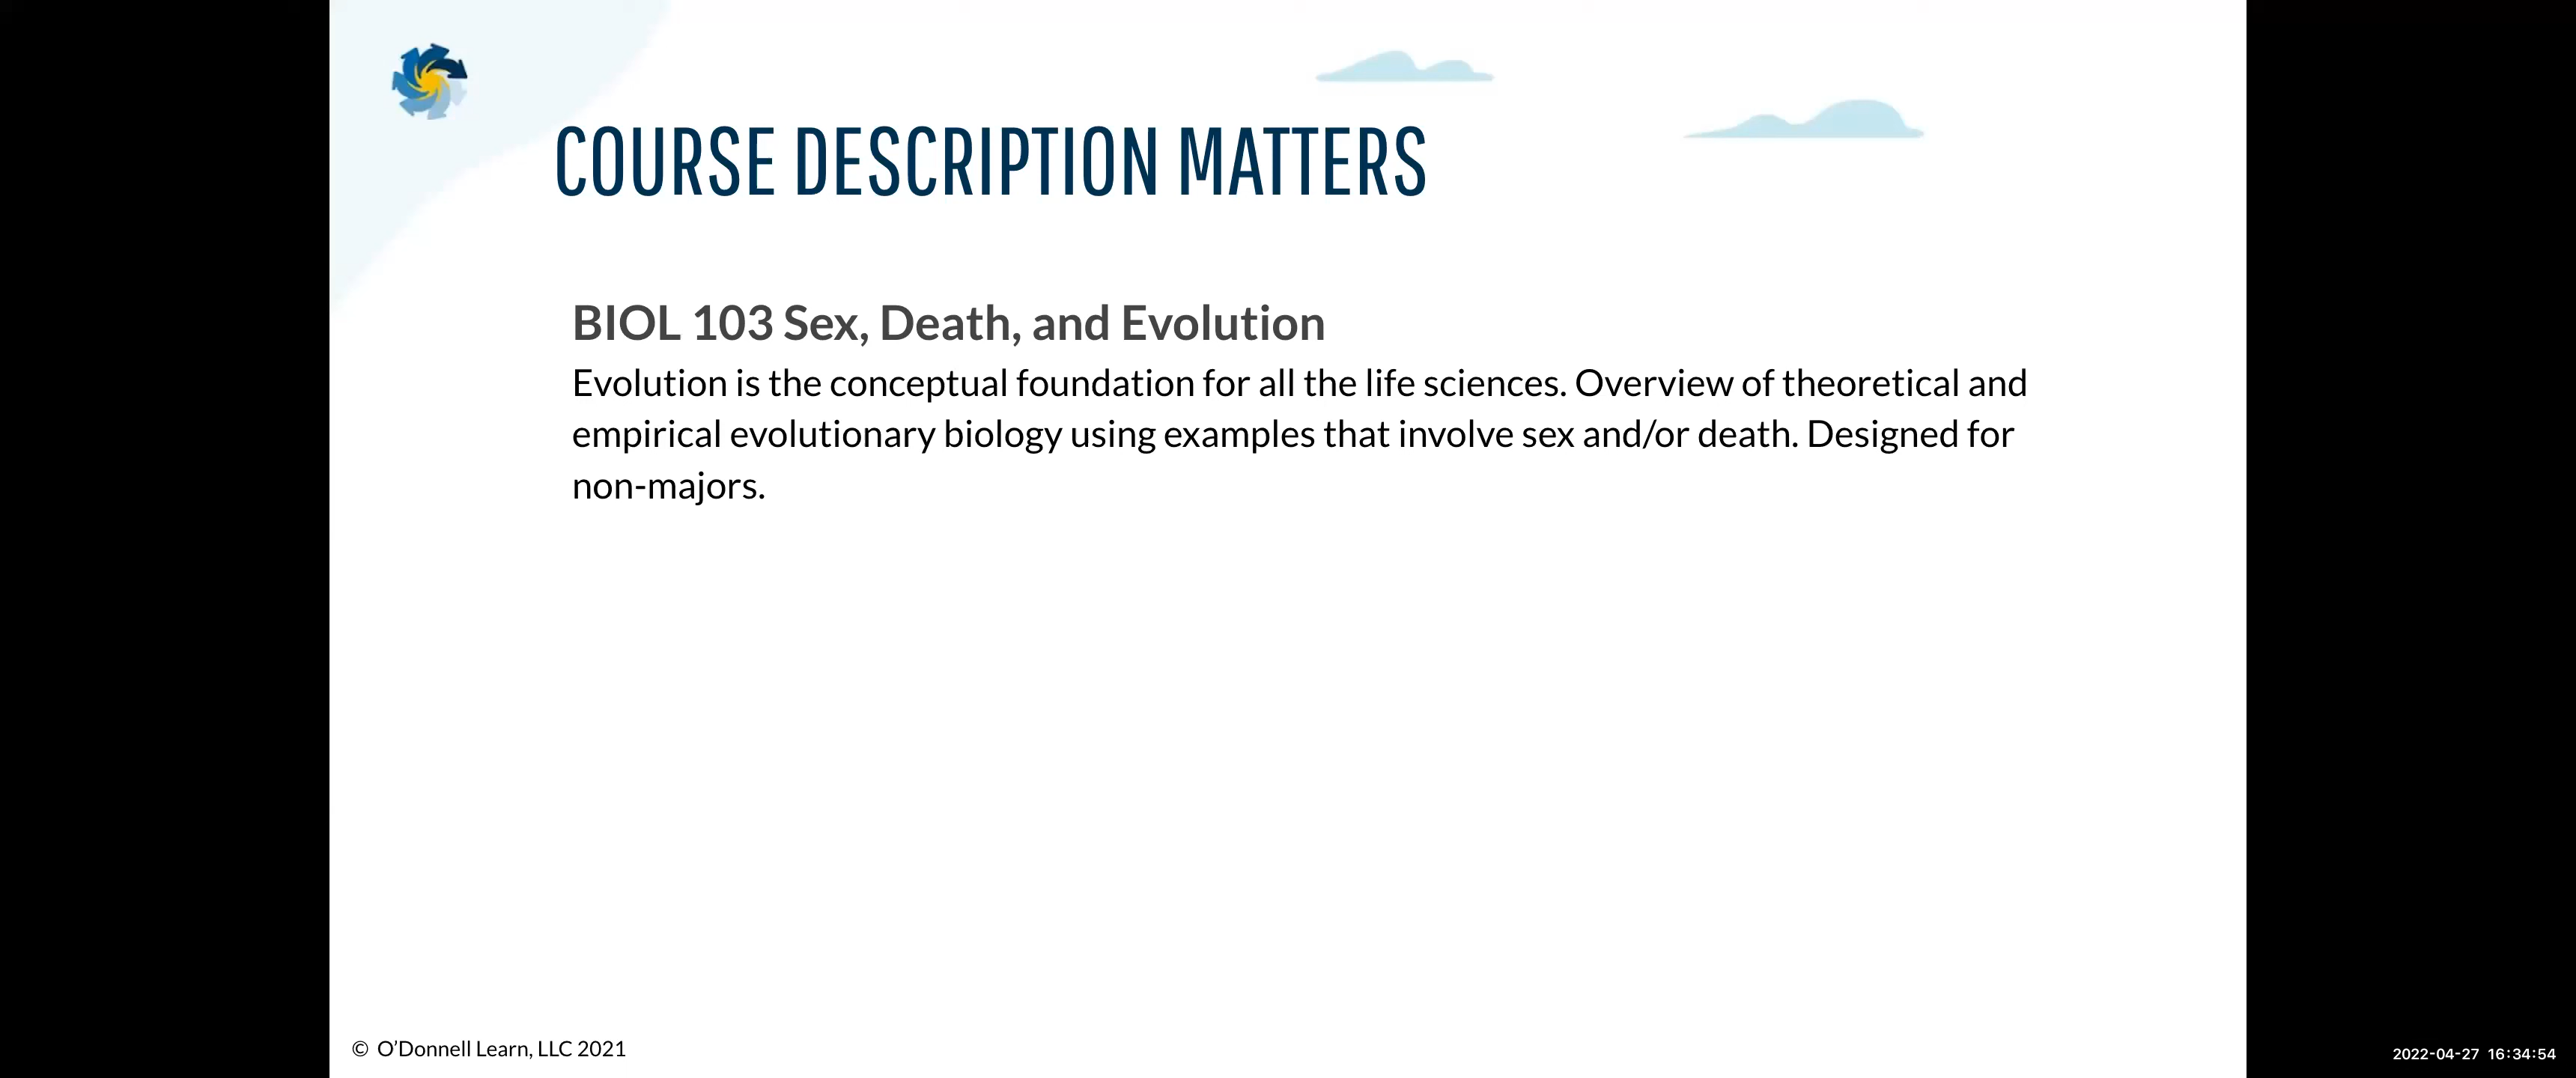 COURSE DESCRIPTION MATTERS
BIOL 103 Sex, Death, and Evolution
Evolution is the conceptual foundation for all the life sciences. Overview of theoretical and
empirical evolutionary biology using examples that involve sex and/or death. Designed for
non-majors.
© O’Donnell Learn, LLC 2021
2022-04-27 16:34:54